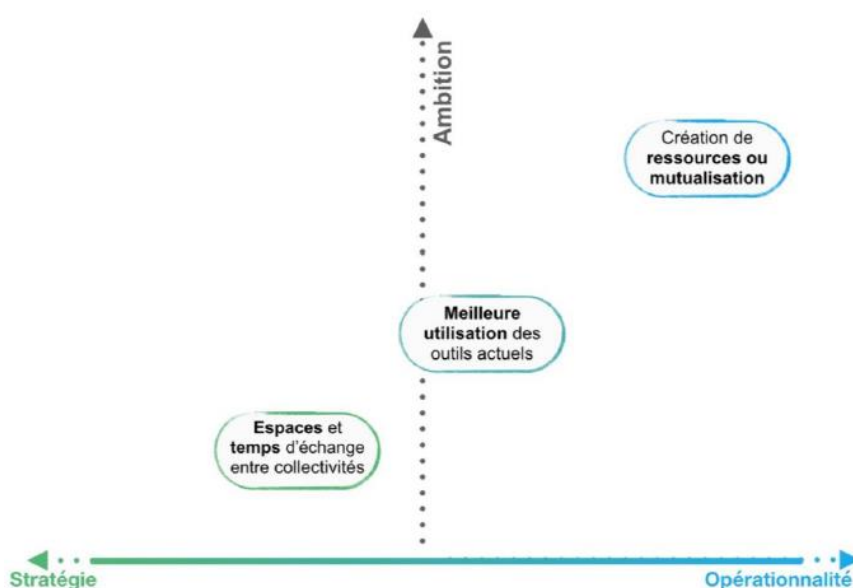 Ambition
Création de
ressources ou
mutualisation
Meilleure
utilisation des
outils actuels
Espaces et
temps d'échange
entre collectivités
Stratégie
Opérationnalité